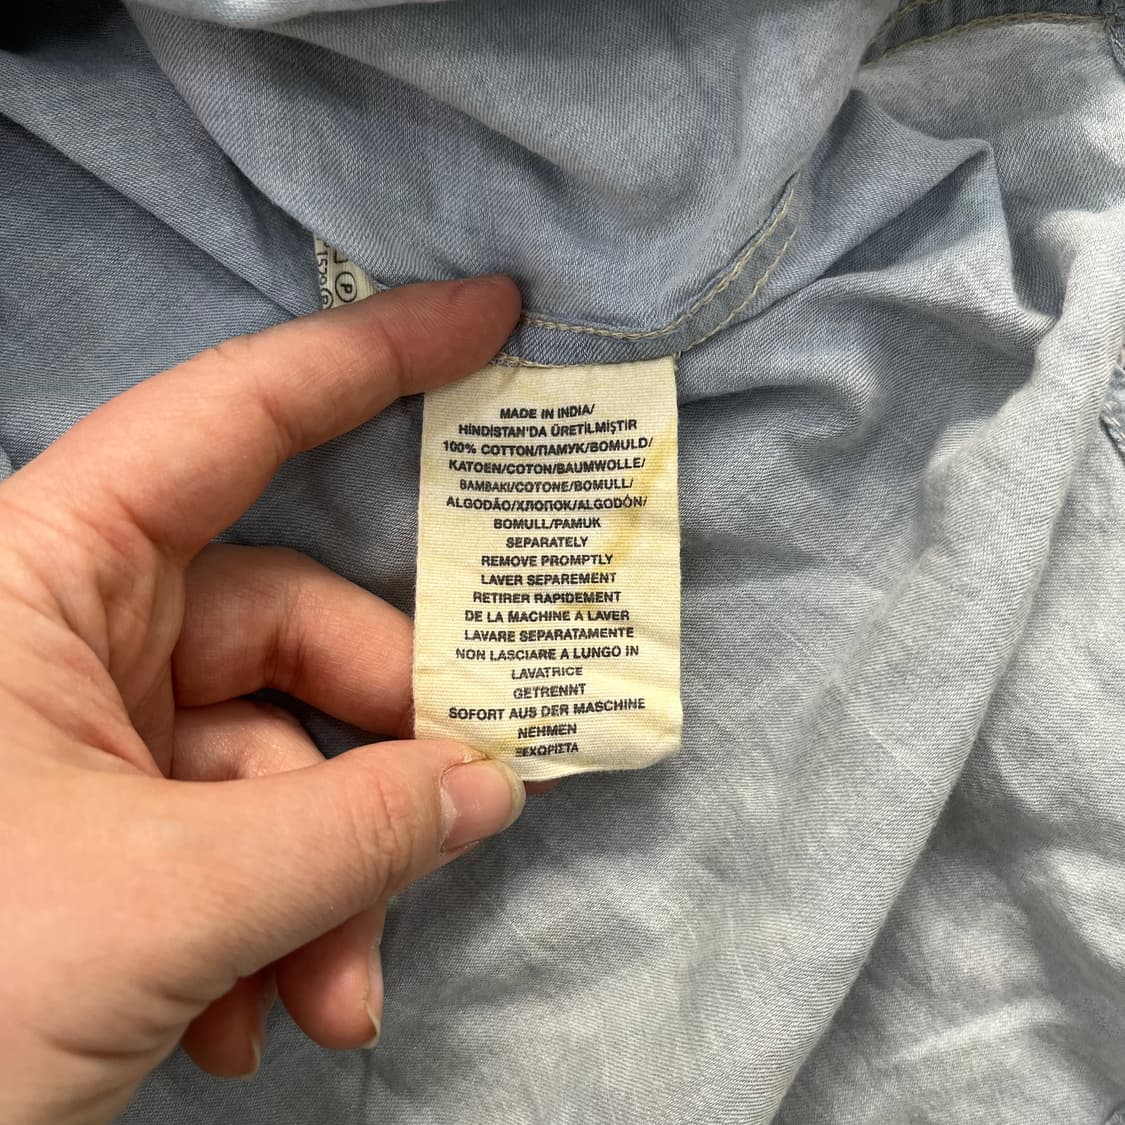 MADE IN INDIA/
HİNDİSTAN'DA ÜRETİLMİŞTİR
100% COTTON/ПАМУК/BOMULD/
KATOEN/COTON/BAUMWOLLE/
BAMBAKI/COTONE/BOMULL/
ALGODÃO/ХЛОПОК/ALGODÓN/
BOMULL/PAMUK
SEPARATELY
REMOVE PROMPTLY
LAVER SEPAREMENT
RETIRER RAPIDEMENT
DE LA MACHINE A LAVER
LAVARE SEPARATAMENTE
NON LASCIARE A LUNGO IN
LAVATRICE
GETRENNT
SOFORT AUS DER MASCHINE
NEHMEN
ΞΕΧΩΡΙΣΤΑ
P